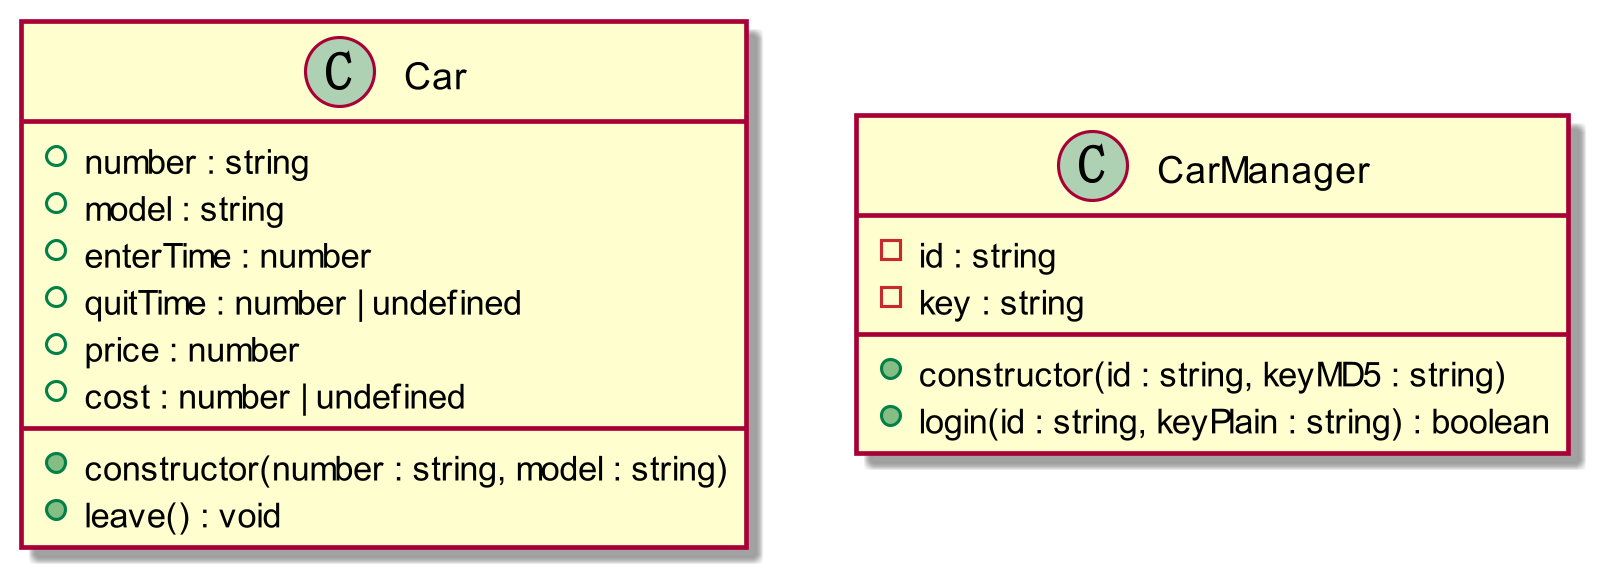 C Car
number : string
model : string
enterTime : number
quitTime : number | undefined
price : number
cost : number | undefined
constructor(number : string, model : string)
leave() : void
C CarManager
id : string
key : string
constructor(id : string, keyMD5 : string)
login(id : string, keyPlain : string) : boolean